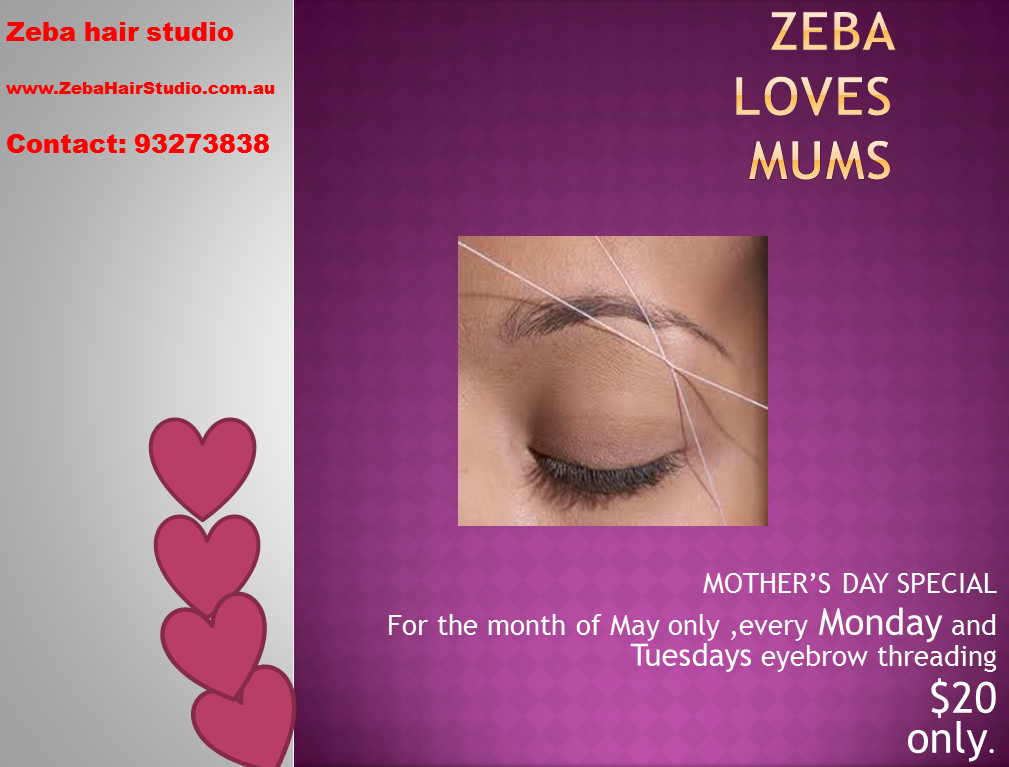 Zeba hair studio
www.ZebaHairStudio.com.au
Contact: 93273838
ZEBA
LOVES
MUMS
MOTHER’S DAY SPECIAL
For the month of May only ,every Monday and
Tuesdays eyebrow threading
$20
only.